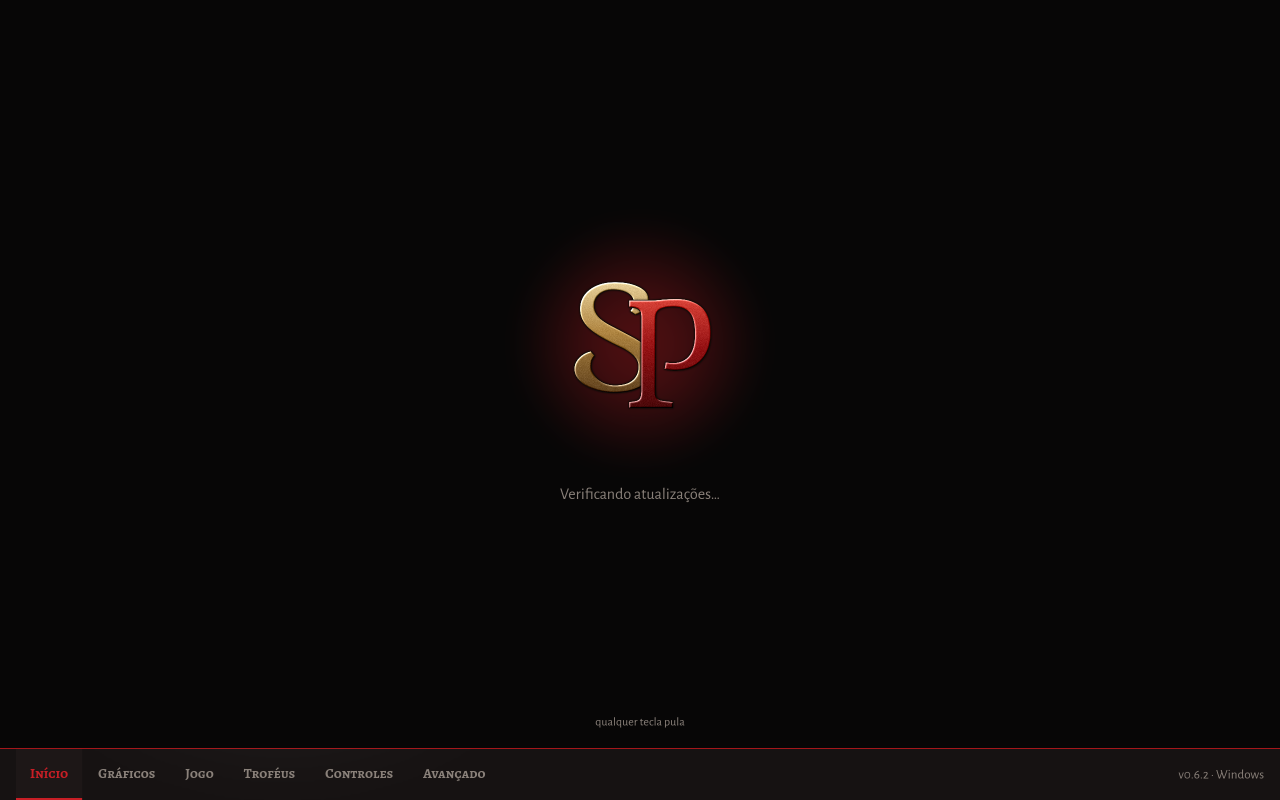 SP
Verificando atualizações...
qualquer tecla pula
Início Gráficos Jogo Troféus Controles Avançado v0.6.2 · Windows